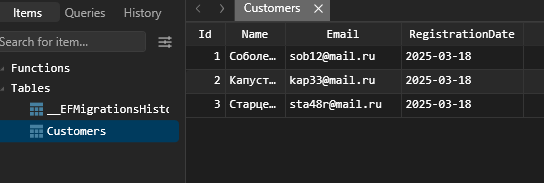 Items Queries History
Customers
Search for item...
Functions
Tables
__EFMigrationsHisto
Customers
Id Name Email RegistrationDate
1 Соболе… sob12@mail.ru 2025-03-18
2 Капуст… kap33@mail.ru 2025-03-18
3 Старце… sta48r@mail.ru 2025-03-18